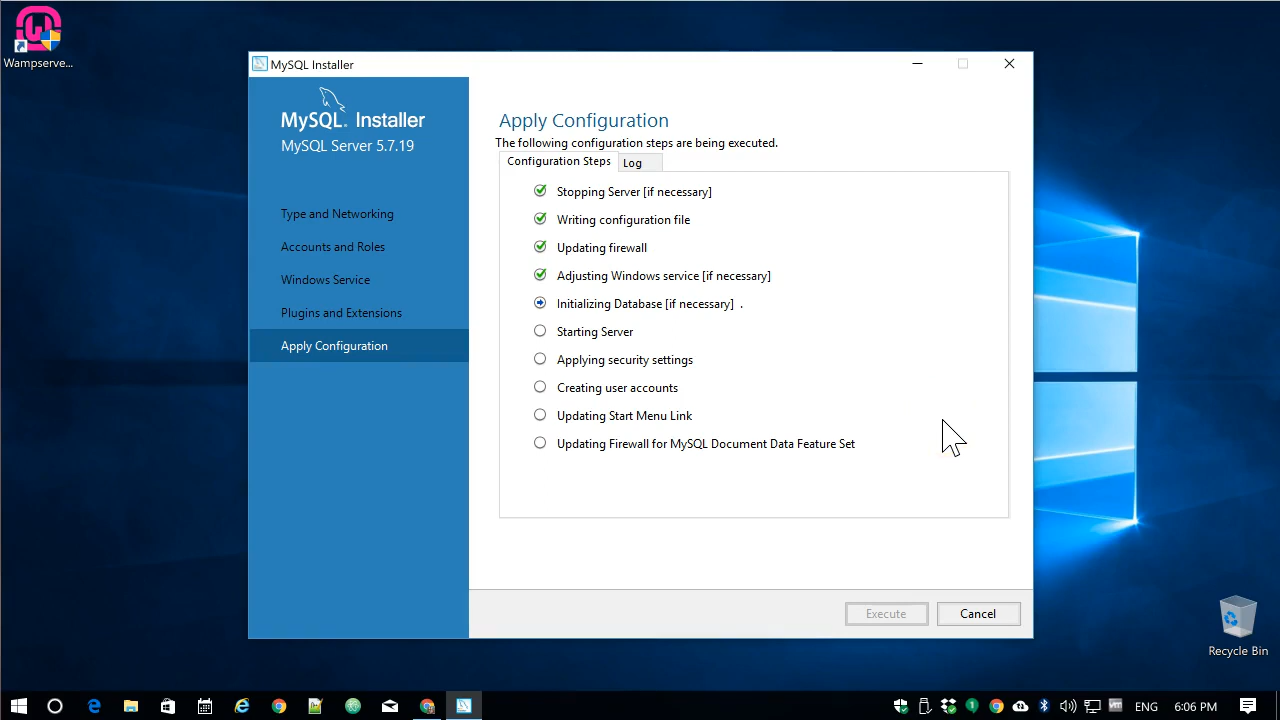 Wampserve...
MySQL Installer
MySQL. Installer
MySQL Server 5.7.19
Type and Networking
Accounts and Roles
Windows Service
Plugins and Extensions
Apply Configuration
Apply Configuration
The following configuration steps are being executed.
Configuration Steps
Log
Stopping Server [if necessary]
Writing configuration file
Updating firewall
Adjusting Windows service [if necessary]
Initializing Database [if necessary] .
Starting Server
Applying security settings
Creating user accounts
Updating Start Menu Link
Updating Firewall for MySQL Document Data Feature Set
Execute
Cancel
Recycle Bin
ENG
6:06 PM